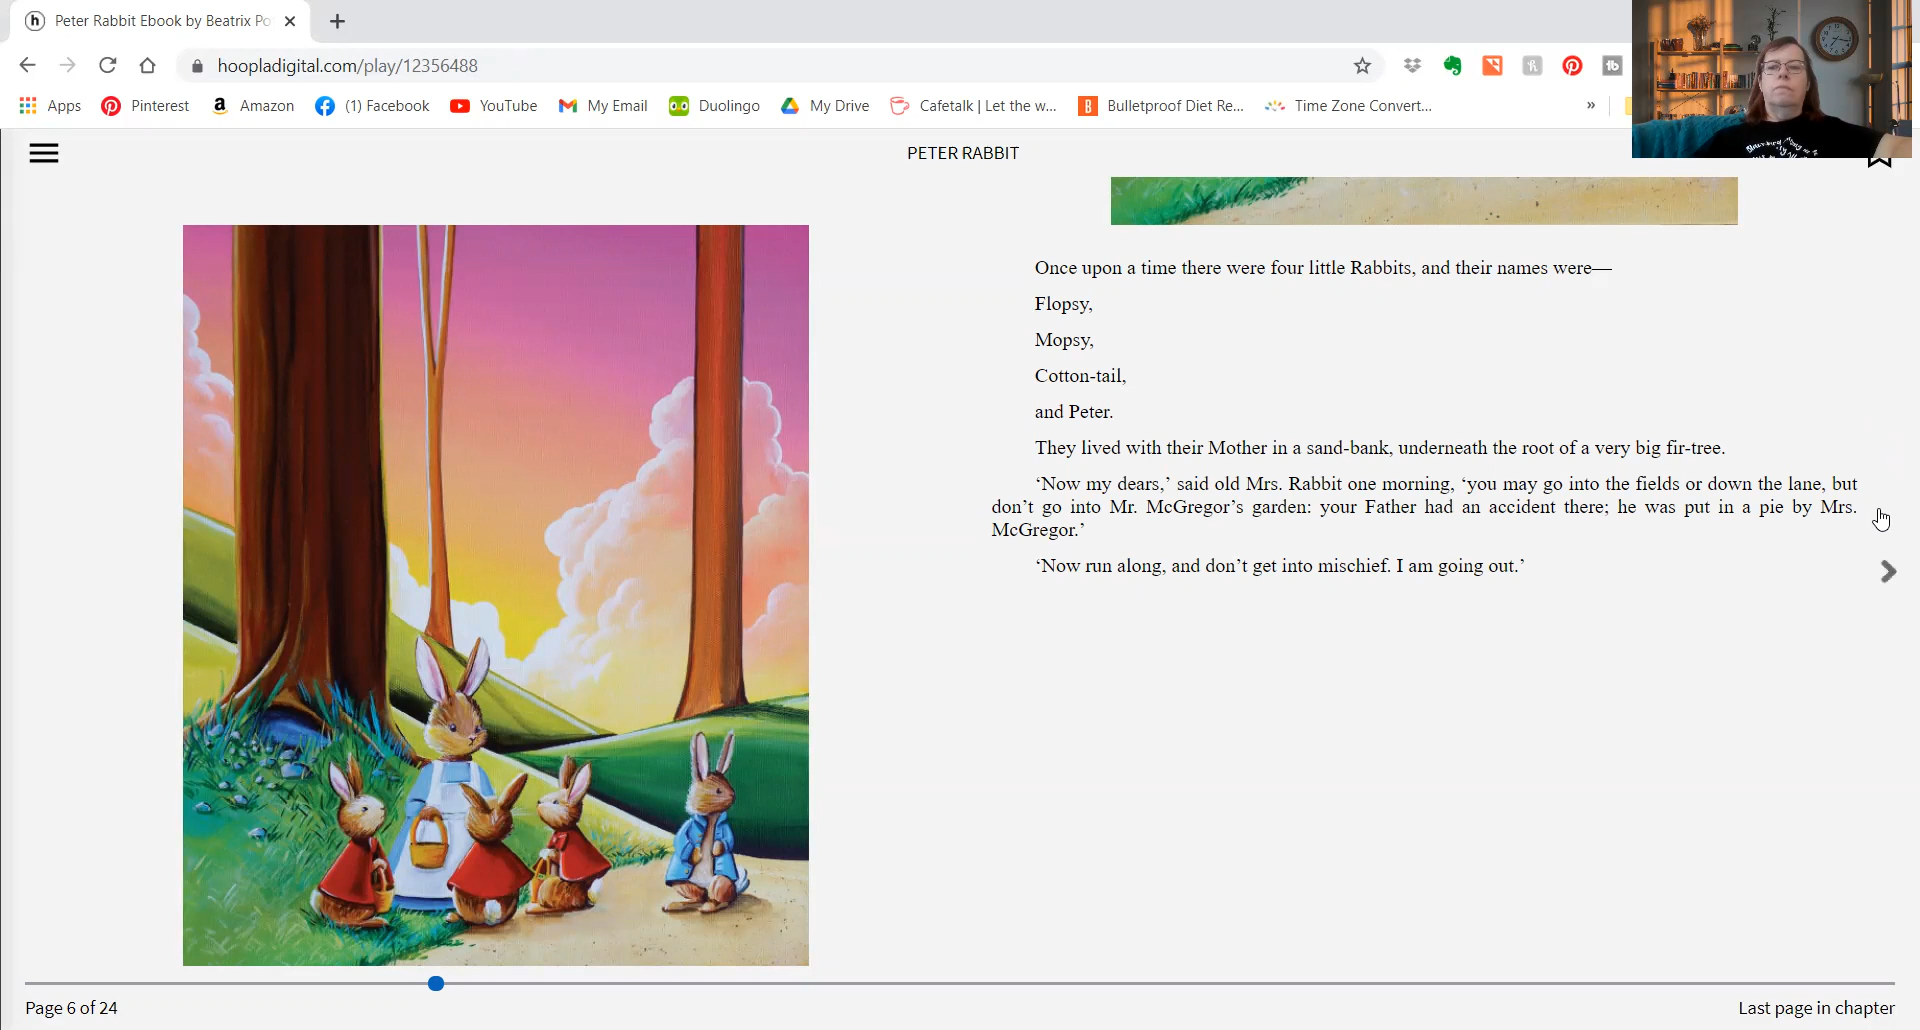 Peter Rabbit Ebook by Beatrix Po
hoopladigital.com/play/12356488
Apps Pinterest Amazon (1) Facebook YouTube My Email Duolingo My Drive Cafetalk | Let the w... Bulletproof Diet Re... Time Zone Convert... »
PETER RABBIT
Once upon a time there were four little Rabbits, and their names were—
Flopsy,
Mopsy,
Cotton-tail,
and Peter.
They lived with their Mother in a sand-bank, underneath the root of a very big fir-tree.
‘Now my dears,’ said old Mrs. Rabbit one morning, ‘you may go into the fields or down the lane, but
don’t go into Mr. McGregor’s garden: your Father had an accident there; he was put in a pie by Mrs.
McGregor.’
‘Now run along, and don’t get into mischief. I am going out.’
Page 6 of 24
Last page in chapter